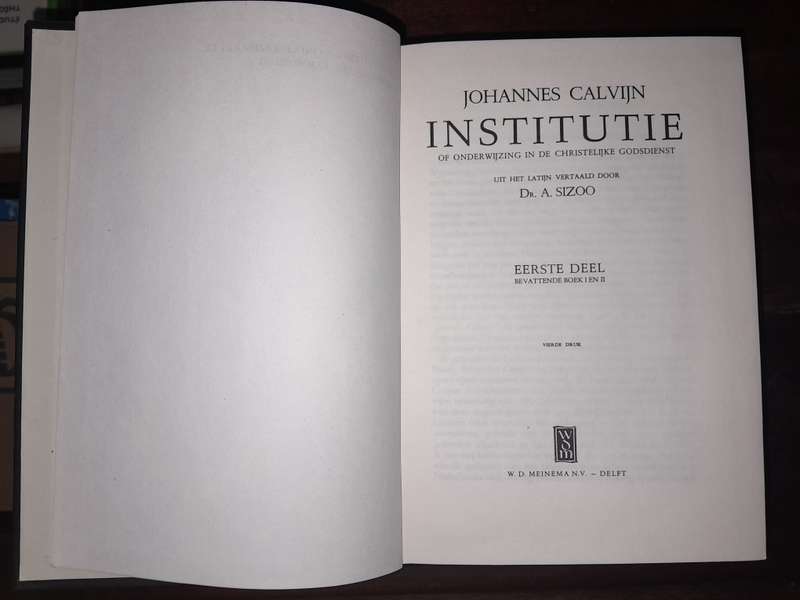 JOHANNES CALVIJN
INSTITUTIE
OF ONDERWIJZING IN DE CHRISTELIJKE GODSDIENST
UIT HET LATIJN VERTAALD DOOR
DR. A. SIZOO
EERSTE DEEL
BEVATTENDE BOEK I EN II
VIERDE DRUK
W
D
M
W. D. MEINEMA N.V. – DELFT